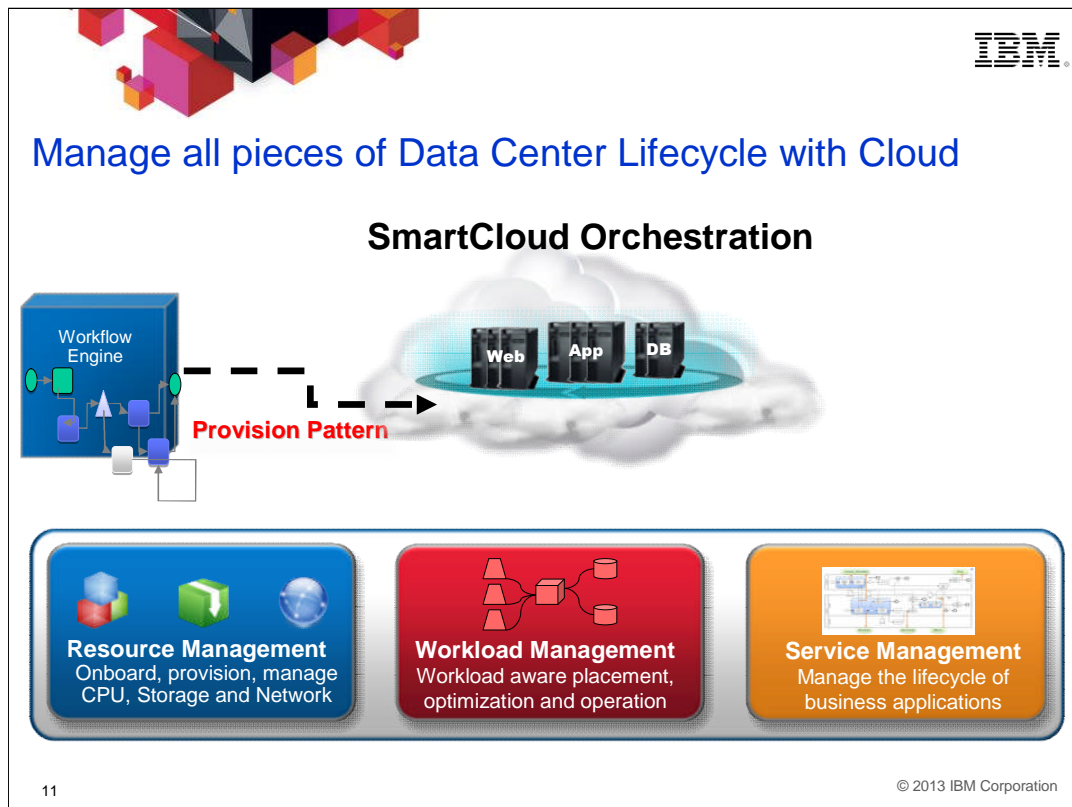 IBM®
Manage all pieces of Data Center Lifecycle with Cloud
SmartCloud Orchestration
Workflow
Engine
Web
App
DB
Provision Pattern
Resource Management
Onboard, provision, manage
CPU, Storage and Network
Workload Management
Workload aware placement,
optimization and operation
Service Management
Manage the lifecycle of
business applications
11
© 2013 IBM Corporation